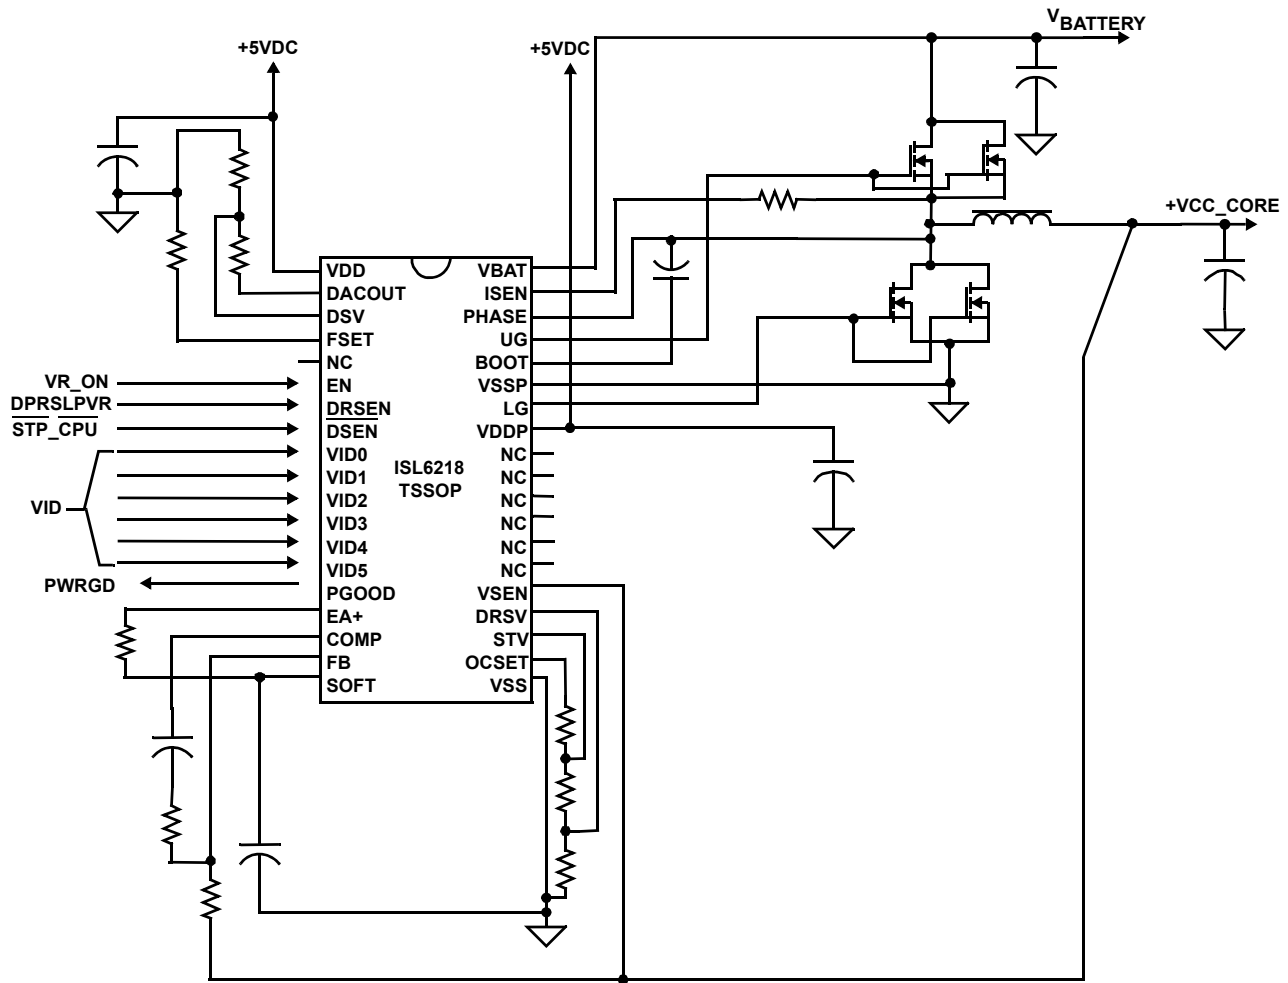 VBATTERY
+5VDC
+5VDC
+VCC_CORE
VDD
DACOUT
DSV
FSET
NC
EN
DRSEN
DSEN
VID0
VID1
VID2
VID3
VID4
VID5
PGOOD
EA+
COMP
FB
SOFT
VBAT
ISEN
PHASE
UG
BOOT
VSSP
LG
VDDP
NC
NC
NC
NC
NC
NC
VSEN
DRSV
STV
OCSET
VSS
ISL6218
TSSOP
VR_ON
DPRSLPVR
STP_CPU
VID
PWRGD